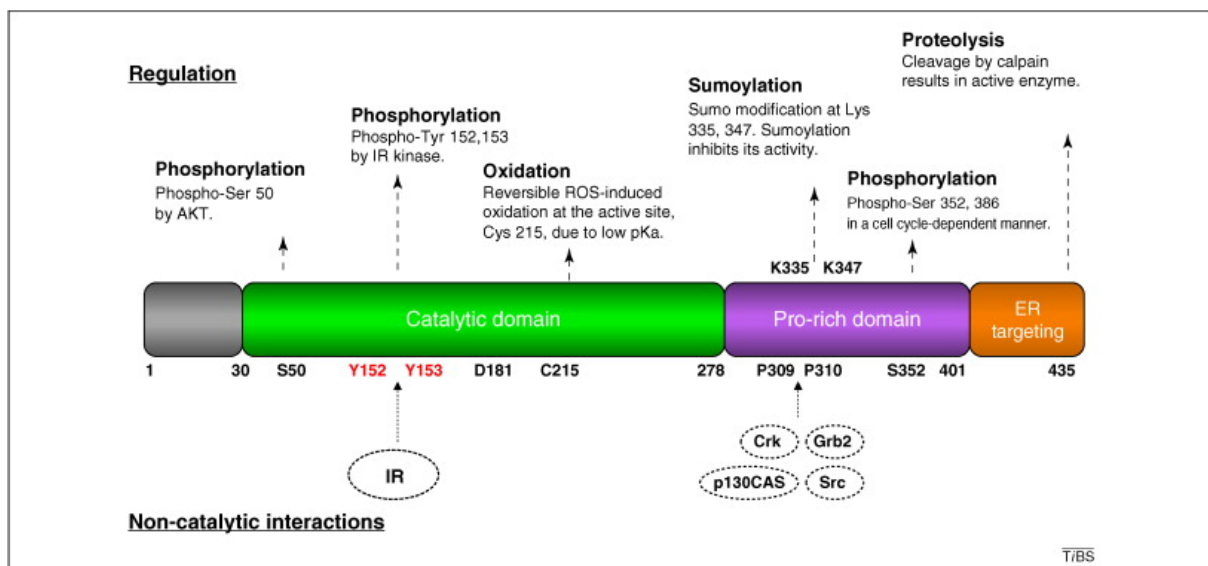 Regulation
Proteolysis
Cleavage by calpain
results in active enzyme.
Sumoylation
Sumo modification at Lys
335, 347. Sumoylation
inhibits its activity.
Phosphorylation
Phospho-Tyr 152,153
by IR kinase.
Phosphorylation
Phospho-Ser 50
by AKT.
Oxidation
Reversible ROS-induced
oxidation at the active site,
Cys 215, due to low pKa.
Phosphorylation
Phospho-Ser 352, 386
in a cell cycle-dependent manner.
K335 K347
Catalytic domain
Pro-rich domain
ER
targeting
1 30 S50 Y152 Y153 D181 C215 278 P309 P310 S352 401 435
IR
Crk Grb2
p130CAS Src
Non-catalytic interactions
TiBS